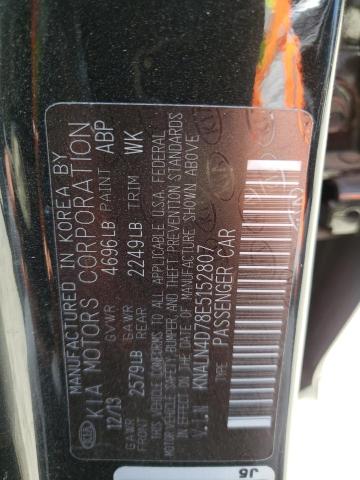 MANUFACTURED IN KOREA BY
KIA KIA MOTORS CORPORATION
12/13 GVWR 4696LB PAINT ABP
GAWR FRONT 2579LB GAWR REAR 2249LB TRIM WK
THIS VEHICLE CONFORMS TO ALL APPLICABLE U.S.A. FEDERAL
MOTOR VEHICLE SAFETY, BUMPER, AND THEFT PREVENTION STANDARDS
IN EFFECT ON THE DATE OF MANUFACTURE SHOWN ABOVE.
V.I.N KNALN4D78E5152807
TYPE PASSENGER CAR
J5